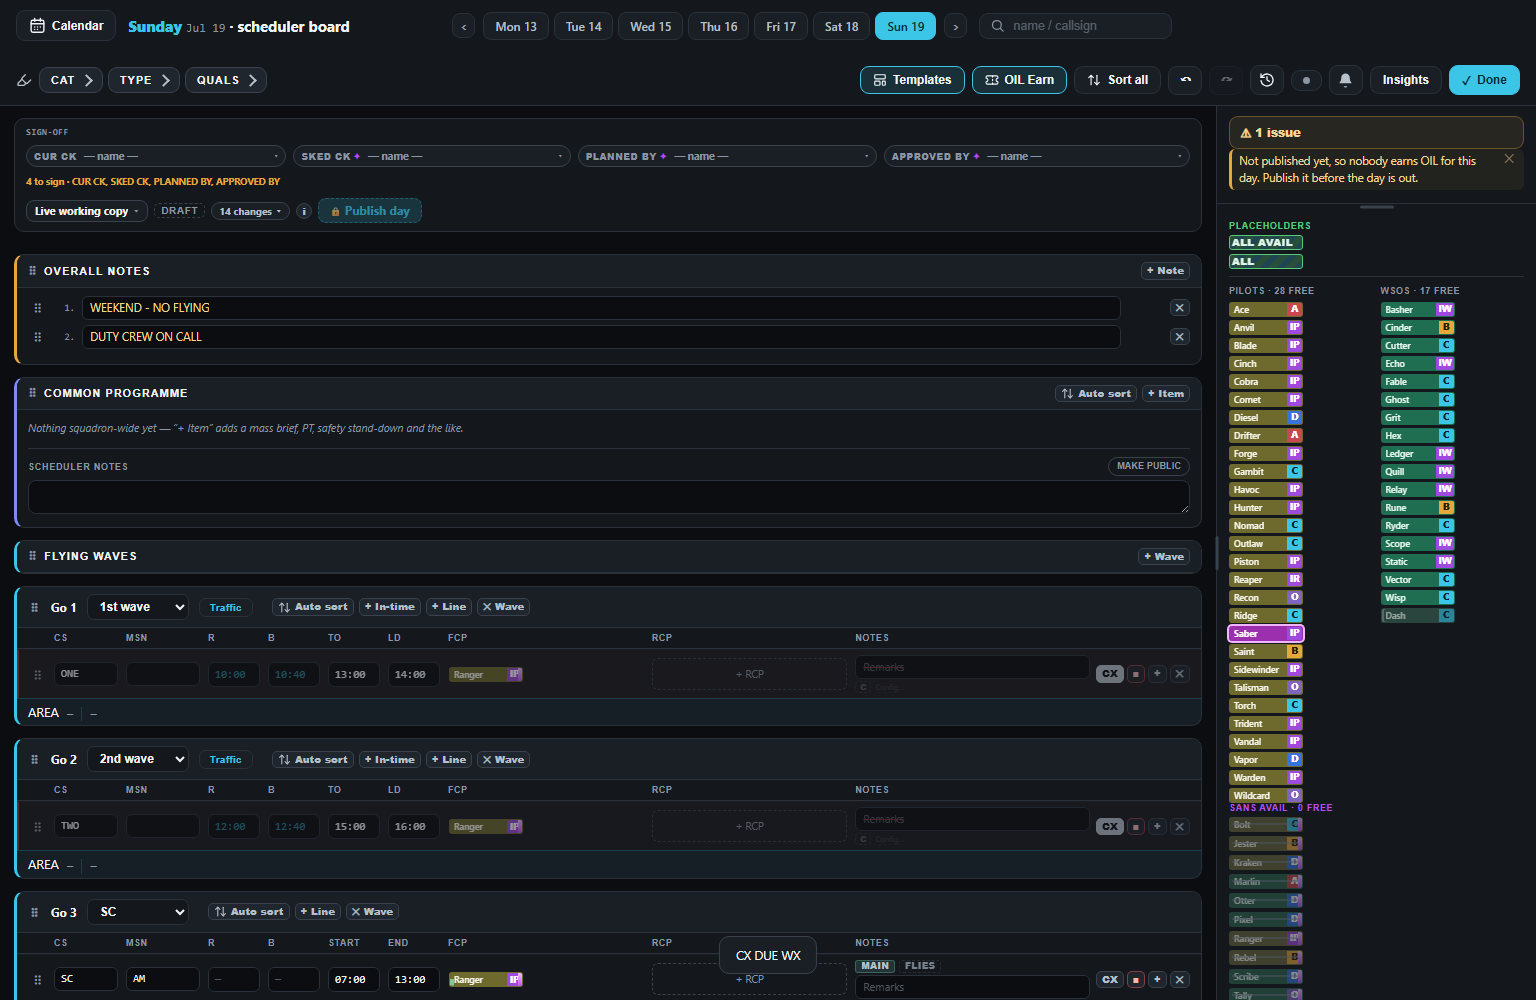 Calendar
Sunday Jul 19 · scheduler board
Mon 13
Tue 14
Wed 15
Thu 16
Fri 17
Sat 18
Sun 19
name / callsign
CAT
TYPE
QUALS
Templates
OIL Earn
Sort all
Insights
✓ Done
SIGN-OFF
CUR CK — name —
SKED CK ✦ — name —
PLANNED BY ✦ — name —
APPROVED BY ✦ — name —
4 to sign · CUR CK, SKED CK, PLANNED BY, APPROVED BY
Live working copy
DRAFT
14 changes
i
Publish day
OVERALL NOTES
+ Note
1. WEEKEND - NO FLYING
2. DUTY CREW ON CALL
COMMON PROGRAMME
Auto sort
+ Item
Nothing squadron-wide yet — "+ Item" adds a mass brief, PT, safety stand-down and the like.
SCHEDULER NOTES
MAKE PUBLIC
FLYING WAVES
+ Wave
Go 1 1st wave Traffic Auto sort + In-time + Line ✕ Wave
CS MSN R B TO LD FCP RCP NOTES
ONE 10:00 10:40 13:00 14:00 Ranger IP + RCP Remarks CX
C Config
AREA – –
Go 2 2nd wave Traffic Auto sort + In-time + Line ✕ Wave
CS MSN R B TO LD FCP RCP NOTES
TWO 12:00 12:40 15:00 16:00 Ranger IP + RCP Remarks CX
C Config
AREA – –
Go 3 SC Auto sort + Line ✕ Wave
CS MSN R B START END FCP RCP NOTES
MAIN FLIES
SC AM – – 07:00 13:00 Ranger IP + RCP Remarks CX
CX DUE WX
⚠ 1 issue
Not published yet, so nobody earns OIL for this
day. Publish it before the day is out.
PLACEHOLDERS
ALL AVAIL
ALL
PILOTS · 28 FREE
Ace A
Anvil IP
Blade IP
Cinch IP
Cobra IP
Comet IP
Diesel D
Drifter A
Forge IP
Gambit C
Havoc IP
Hunter IP
Nomad C
Outlaw C
Piston IP
Reaper IR
Recon O
Ridge C
Saber IP
Saint B
Sidewinder IP
Talisman O
Torch C
Trident IP
Vandal IP
Vapor D
Warden IP
Wildcard O
WSOS · 17 FREE
Basher IW
Cinder B
Cutter C
Echo IW
Fable C
Ghost C
Grit C
Hex C
Ledger IW
Quill IW
Relay IW
Rune B
Ryder C
Scope IW
Static IW
Vector C
Wisp C
Dash C
SANS AVAIL · 0 FREE
Bolt C
Jester B
Kraken D
Marlin A
Otter D
Pixel D
Ranger IP
Rebel B
Scribe D
Tally O